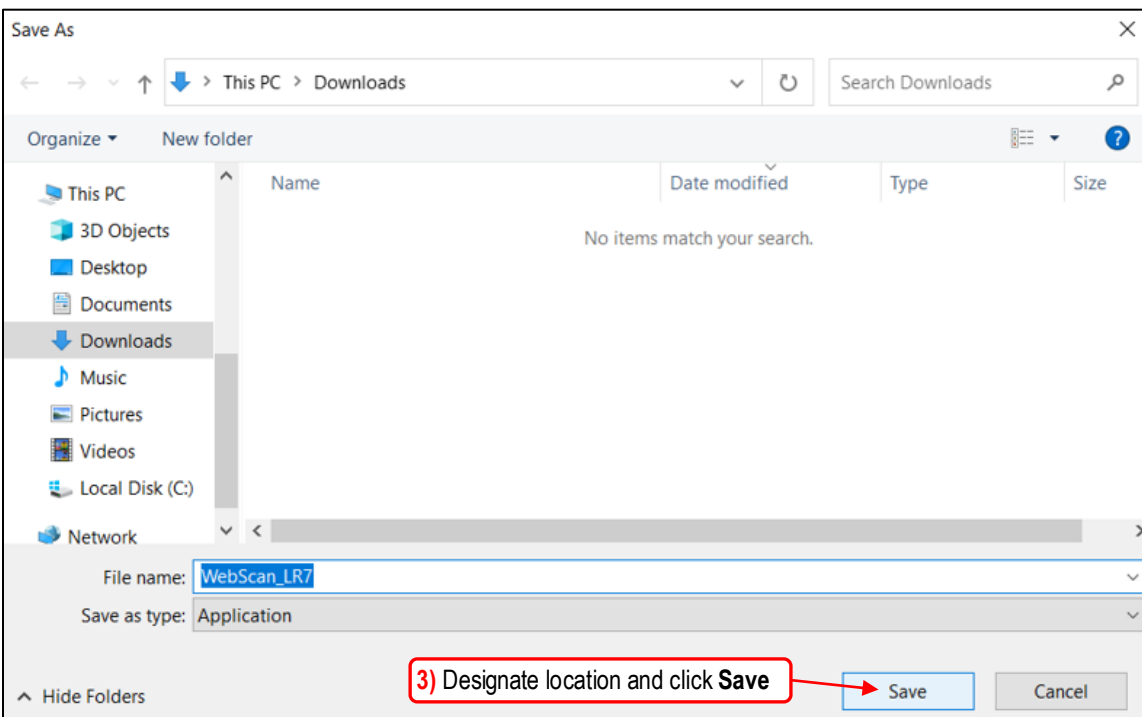 Save As
This PC > Downloads
Search Downloads
Organize
New folder
?
Name
Date modified
Type
Size
This PC
3D Objects
Desktop
Documents
Downloads
Music
Pictures
Videos
Local Disk (C:)
Network
No items match your search.
File name: WebScan_LR7
Save as type: Application
3) Designate location and click Save
Hide Folders
Save
Cancel